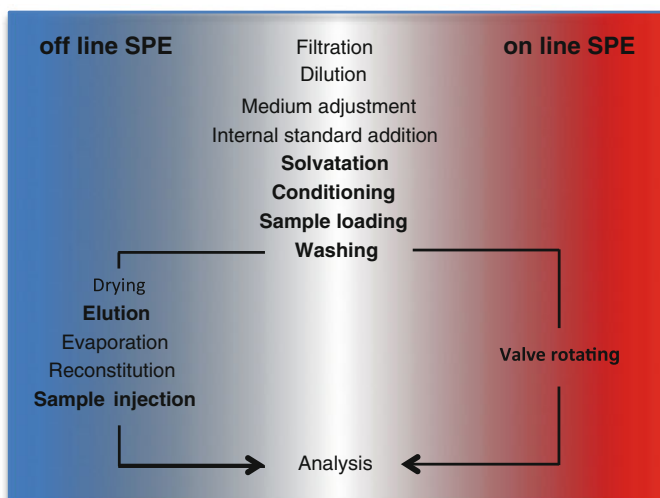 off line SPE
on line SPE
Filtration
Dilution
Medium adjustment
Internal standard addition
Solvatation
Conditioning
Sample loading
Washing
Drying
Elution
Evaporation
Reconstitution
Sample injection
Valve rotating
Analysis